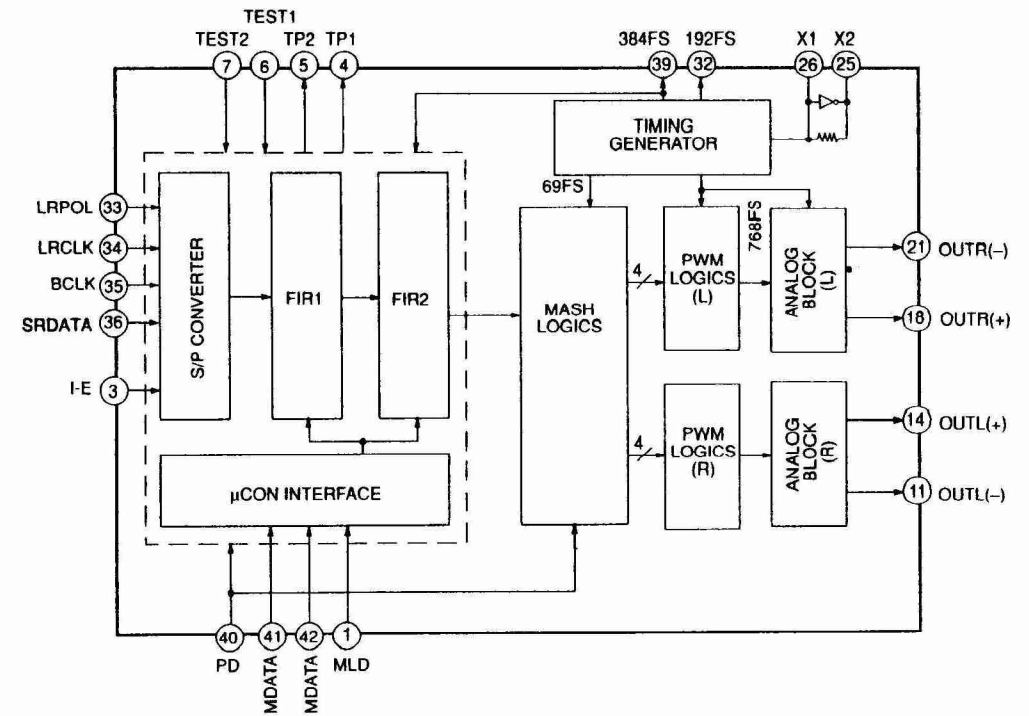 TEST1
TEST2 TP2 TP1
7 6 5 4
384FS 192FS X1 X2
39 32 26 25
TIMING
GENERATOR
69FS
768FS
LRPOL 33
LRCLK 34
BCLK 35
SRDATA 36
I-E 3
S/P CONVERTER
FIR1
FIR2
MASH
LOGICS
4
PWM
LOGICS
(L)
ANALOG
BLOCK
(L)
21 OUTR(−)
18 OUTR(+)
4
PWM
LOGICS
(R)
ANALOG
BLOCK
(R)
14 OUTL(+)
11 OUTL(−)
μCON INTERFACE
40 41 42 1
PD MDATA MDATA MLD